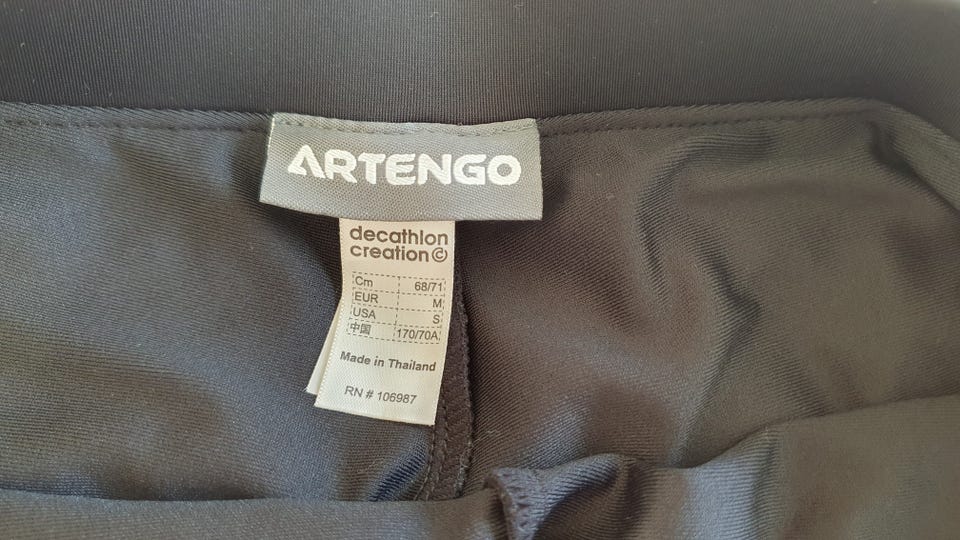 ARTENGO
decathlon
creation©
Cm 68/71
EUR M
USA S
中国 170/70A
Made in Thailand
RN # 106987